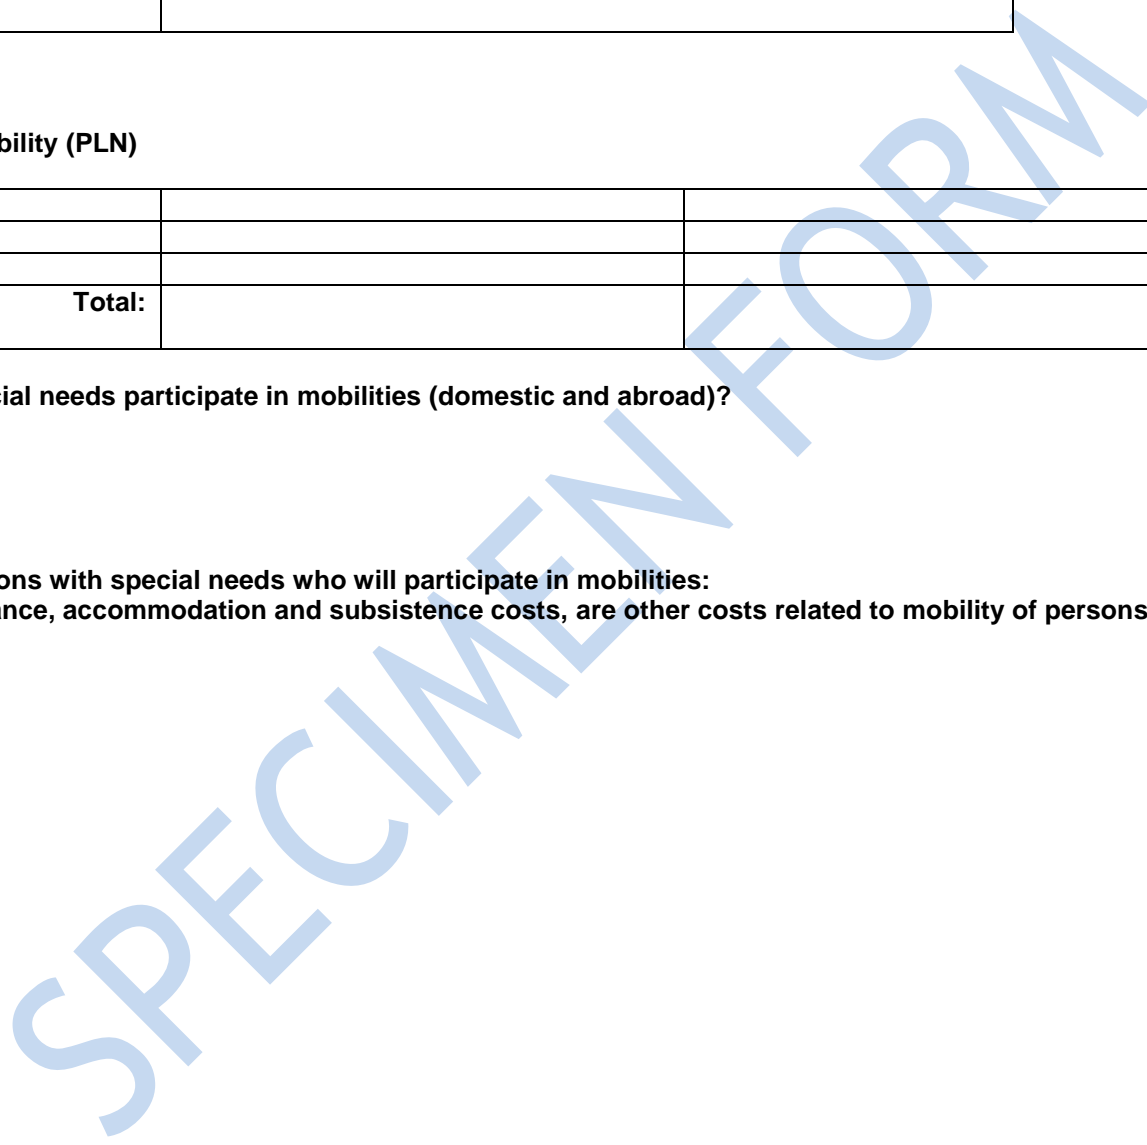 bility (PLN)
Total:
cial needs participate in mobilities (domestic and abroad)?
ons with special needs who will participate in mobilities:
ance, accommodation and subsistence costs, are other costs related to mobility of persons
SPECIMEN FORM